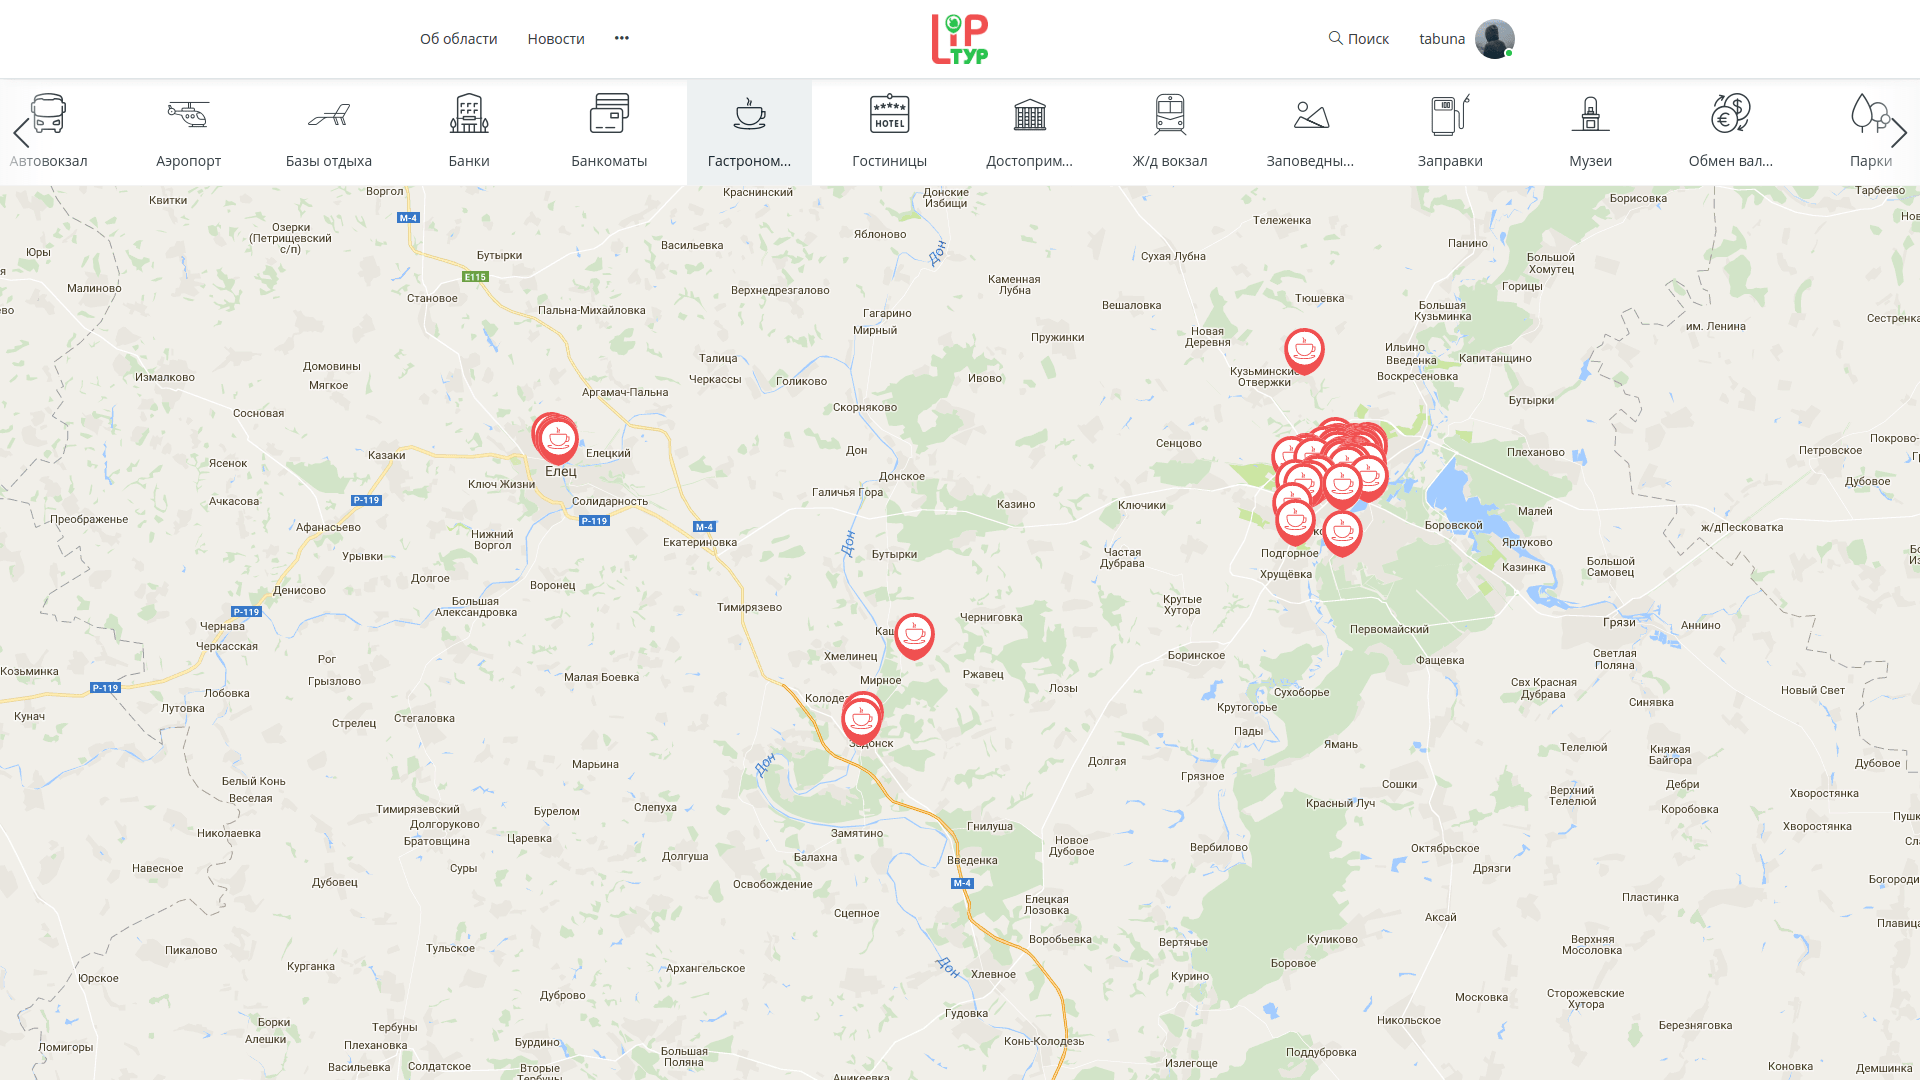 Об области
Новости
•••
LiP
ТУР
Поиск
tabuna
Автовокзал
Аэропорт
Базы отдыха
Банки
Банкоматы
Гастроном...
HOTEL
Гостиницы
Достоприм...
Ж/д вокзал
Заповедны...
Заправки
Музеи
Обмен вал...
Парки
Квитки
Воргол
Краснинский
Донские
Избищи
Борисовка
Тарбеево
М-4
Озерки
(Петрищевский
с/п)
Яблоново
Тележенка
Васильевка
Панино
Юры
Бутырки
Дон
Сухая Лубна
Большой
Хомутец
Е115
Малиново
Становое
Верхнедрезгалово
Каменная
Лубна
Горицы
Тюшевка
Пальна-Михайловка
Гагарино
Мирный
Вешаловка
Большая
Кузьминка
Сестренка
им. Ленина
Новая
Деревня
Пружинки
Домовины
Талица
Ильино
Введенка
Капитанщино
Измалково
Мягкое
Черкассы
Голиково
Ивово
Кузьминские
Отвержки
Воскресеновка
Аргамач-Пальна
Бутырки
Сосновая
Скорняково
Казаки
Елецкий
Дон
Сенцово
Плеханово
Петровское
Покрово-
Ясенок
Елец
Донское
Дубовое
Ключ Жизни
Галичья Гора
Ачкасова
Р-119
Солидарность
Казино
Ключики
Малей
Преображенье
Афанасьево
Р-119
М-4
Боровской
ж/дПесковатка
Нижний
Воргол
Екатериновка
Дон
Ярлуково
Урывки
Бутырки
Частая
Дубрава
Подгорное
Казинка
Большой
Самовец
Долгое
Воронец
Хрущёвка
Денисово
Большая
Александровка
Тимирязево
Крутые
Хутора
Р-119
Черниговка
Грязи
Аннино
Чернава
Черкасская
Первомайский
Рог
Хмелинец
Боринское
Фащевка
Светлая
Поляна
Козьминка
Грызлово
Малая Боевка
Мирное
Ржавец
Лозы
Свх Красная
Дубрава
Новый Свет
Р-119
Лобовка
Лутовка
Сухоборье
Крутогорье
Синявка
Кунач
Стрелец
Стегаловка
Пады
Задонск
Ямань
Телелюй
Княжая
Байгора
Марьина
Дон
Долгая
Грязное
Дубовое
Белый Конь
Веселая
Сошки
Дебри
Верхний
Телелюй
Хворостянка
Тимирязевский
Долгоруково
Братовщина
Бурелом
Слепуха
Красный Луч
Коробовка
Николаевка
Царевка
Замятино
Гнилуша
Хворостянка
Новое
Дубовое
Вербилово
Октябрьское
Навесное
Суры
Долгуша
Балахна
Введенка
Дрязги
Дубовец
Освобождение
М-4
Пластинка
Сцепное
Елецкая
Лозовка
Аксай
Пикалово
Тульское
Воробьевка
Вертячье
Куликово
Верхняя
Мосоловка
Юрское
Курганка
Архангельское
Дон
Хлевное
Курино
Боровое
Дуброво
Московка
Сторожевские
Хутора
Борки
Алешки
Тербуны
Гудовка
Никольское
Березняговка
Ломигоры
Плеханово
Бурдино
Конь-Колодезь
Васильевка
Солдатское
Вторые
Тербуны
Большая
Поляна
Аникеевка
Излегоще
Поддубровка
Коновка
Демшинка